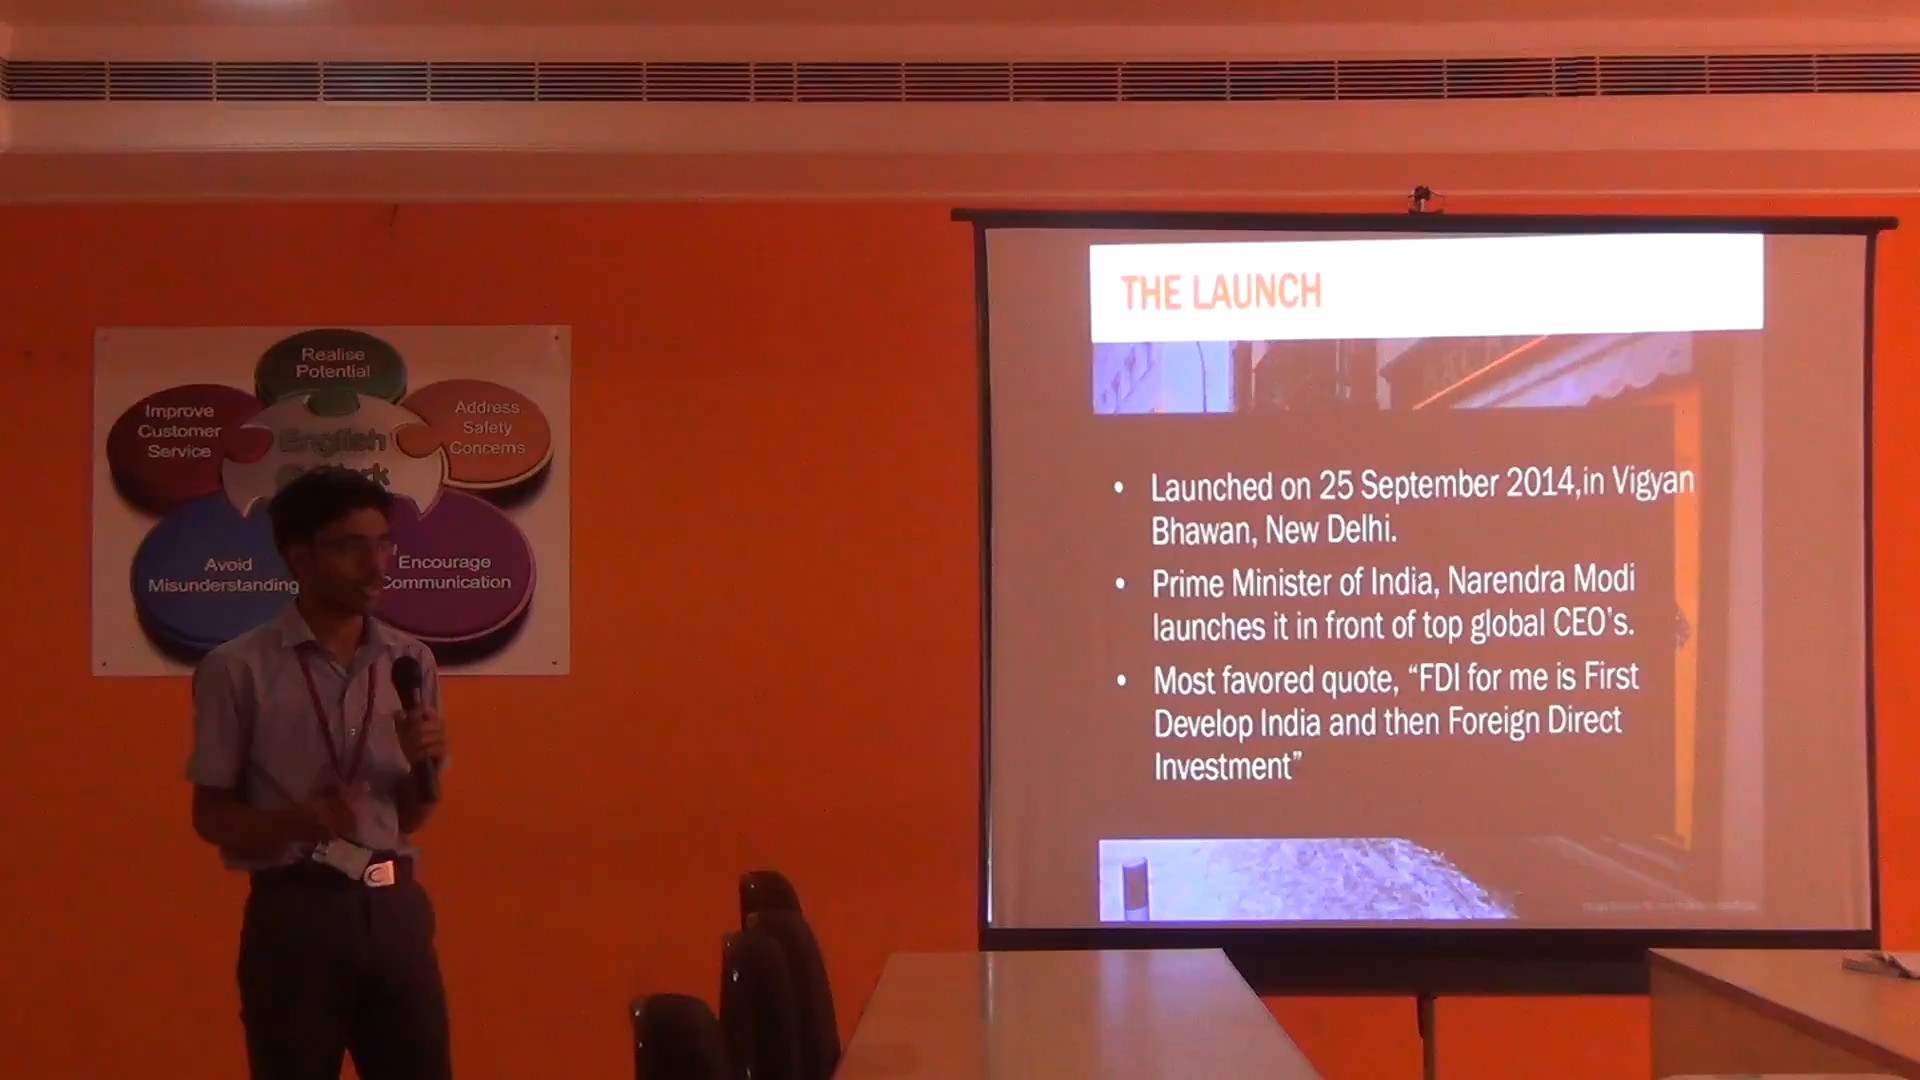 Realise
Potential
Improve
Customer
Service
Address
Safety
Concerns
English
Avoid
Misunderstanding
Encourage
Communication
THE LAUNCH
• Launched on 25 September 2014,in Vigyan
Bhawan, New Delhi.
• Prime Minister of India, Narendra Modi
launches it in front of top global CEO's.
• Most favored quote, “FDI for me is First
Develop India and then Foreign Direct
Investment”